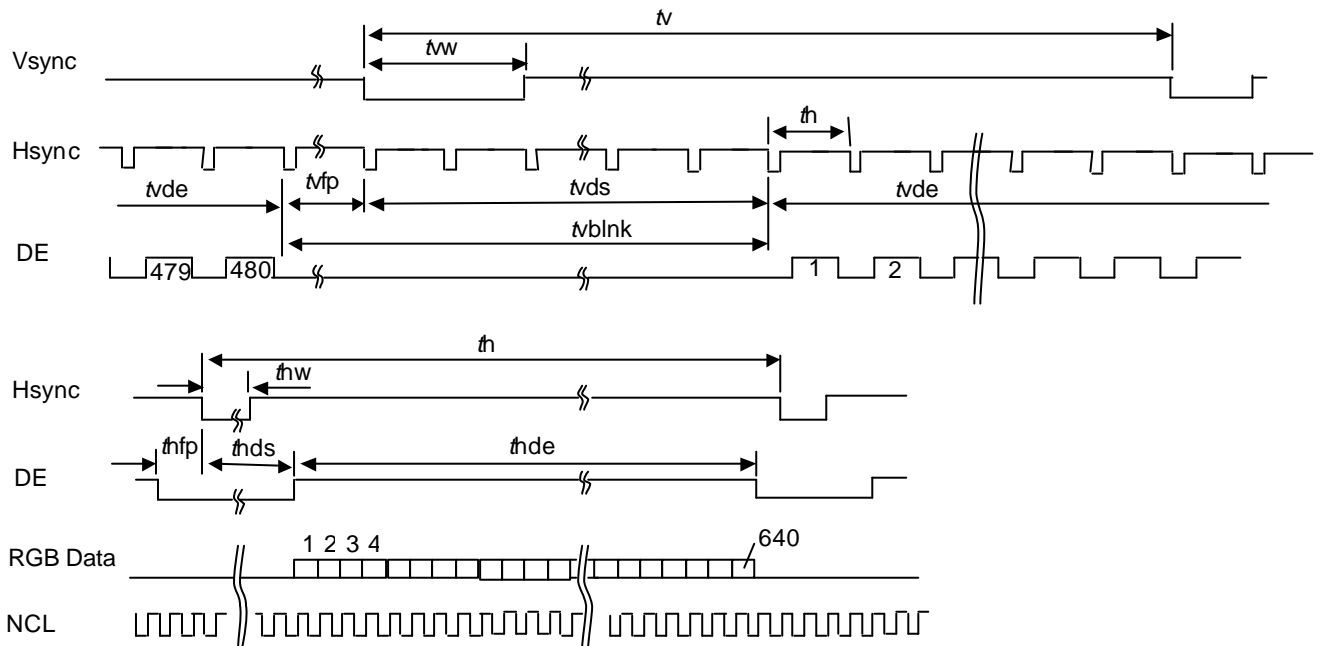 tv
tvw
Vsync
th
Hsync
tvde
tvfp
tvds
tvde
tvblnk
DE
479
480
1
2
th
thw
Hsync
thfp
thds
thde
DE
1 2 3 4
640
RGB Data
NCL